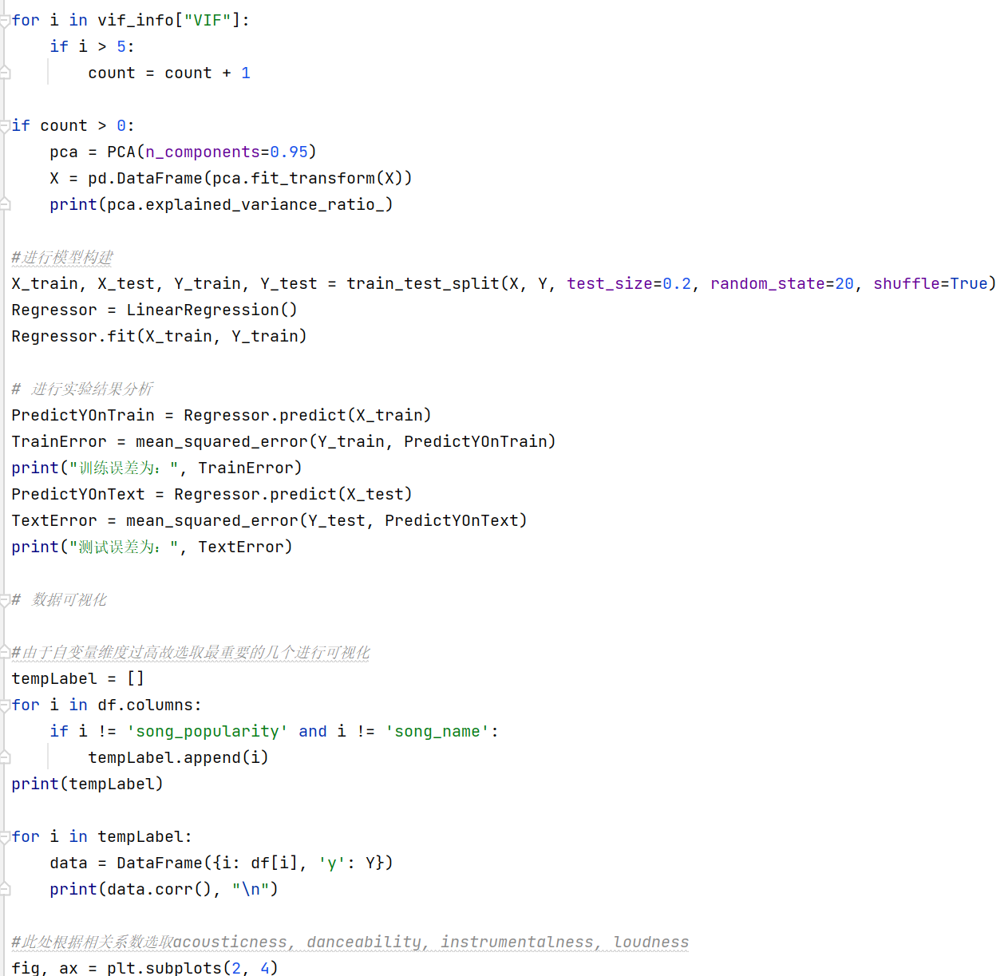 for i in vif_info["VIF"]:
    if i > 5:
        count = count + 1

if count > 0:
    pca = PCA(n_components=0.95)
    X = pd.DataFrame(pca.fit_transform(X))
    print(pca.explained_variance_ratio_)

#进行模型构建
X_train, X_test, Y_train, Y_test = train_test_split(X, Y, test_size=0.2, random_state=20, shuffle=True)
Regressor = LinearRegression()
Regressor.fit(X_train, Y_train)

# 进行实验结果分析
PredictYOnTrain = Regressor.predict(X_train)
TrainError = mean_squared_error(Y_train, PredictYOnTrain)
print("训练误差为：", TrainError)
PredictYOnText = Regressor.predict(X_test)
TextError = mean_squared_error(Y_test, PredictYOnText)
print("测试误差为：", TextError)

# 数据可视化

#由于自变量维度过高故选取最重要的几个进行可视化
tempLabel = []
for i in df.columns:
    if i != 'song_popularity' and i != 'song_name':
        tempLabel.append(i)
print(tempLabel)

for i in tempLabel:
    data = DataFrame({i: df[i], 'y': Y})
    print(data.corr(), "\n")

#此处根据相关系数选取acousticness, danceability, instrumentalness, loudness
fig, ax = plt.subplots(2, 4)